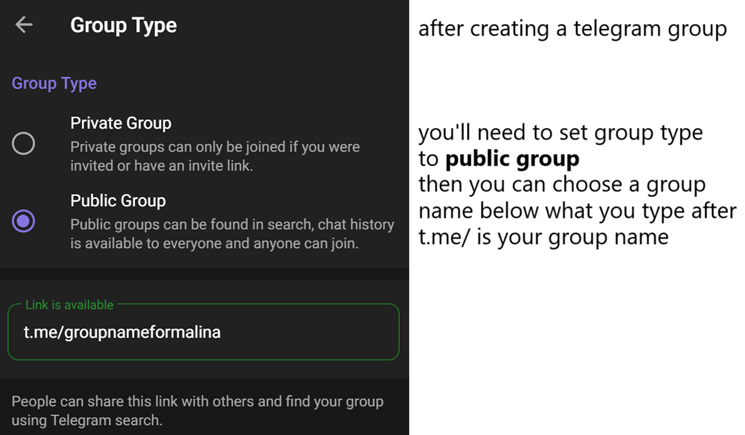 Group Type
Group Type
Private Group
Private groups can only be joined if you were
invited or have an invite link.
Public Group
Public groups can be found in search, chat history
is available to everyone and anyone can join.
Link is available
t.me/groupnameformalina
People can share this link with others and find your group
using Telegram search.
after creating a telegram group
you'll need to set group type
to public group
then you can choose a group
name below what you type after
t.me/ is your group name